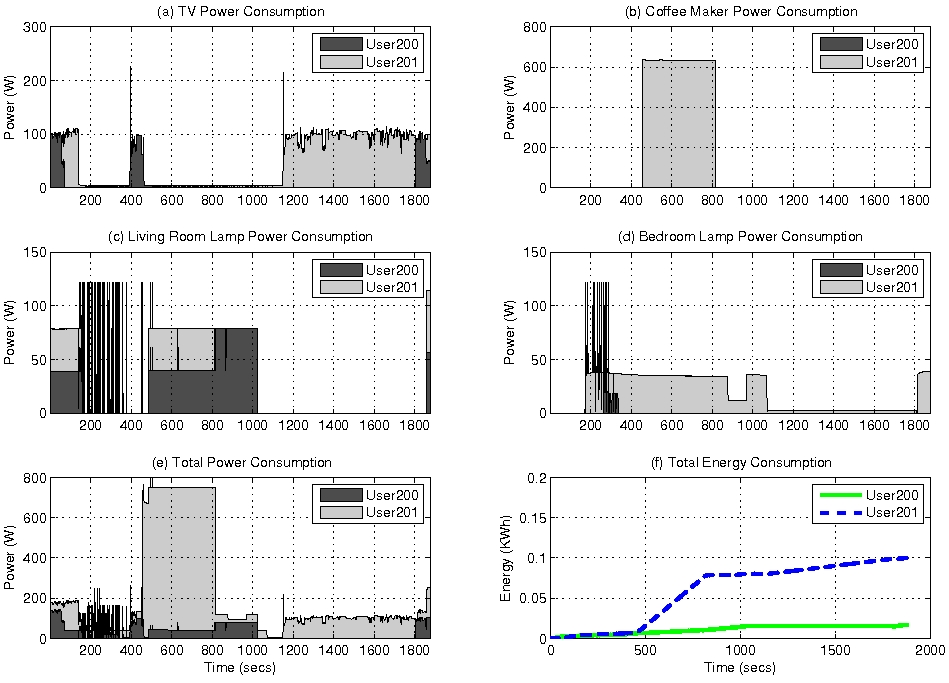 (a) TV Power Consumption
300
200
100
0
Power (W)
User200
User201
200 400 600 800 1000 1200 1400 1600 1800
(b) Coffee Maker Power Consumption
800
600
400
200
0
Power (W)
User200
User201
200 400 600 800 1000 1200 1400 1600 1800
(c) Living Room Lamp Power Consumption
150
100
50
0
Power (W)
User200
User201
200 400 600 800 1000 1200 1400 1600 1800
(d) Bedroom Lamp Power Consumption
150
100
50
0
Power (W)
User200
User201
200 400 600 800 1000 1200 1400 1600 1800
(e) Total Power Consumption
800
600
400
200
0
Power (W)
User200
User201
200 400 600 800 1000 1200 1400 1600 1800
Time (secs)
(f) Total Energy Consumption
0.2
0.15
0.1
0.05
0
Energy (KWh)
User200
User201
0 500 1000 1500 2000
Time (secs)